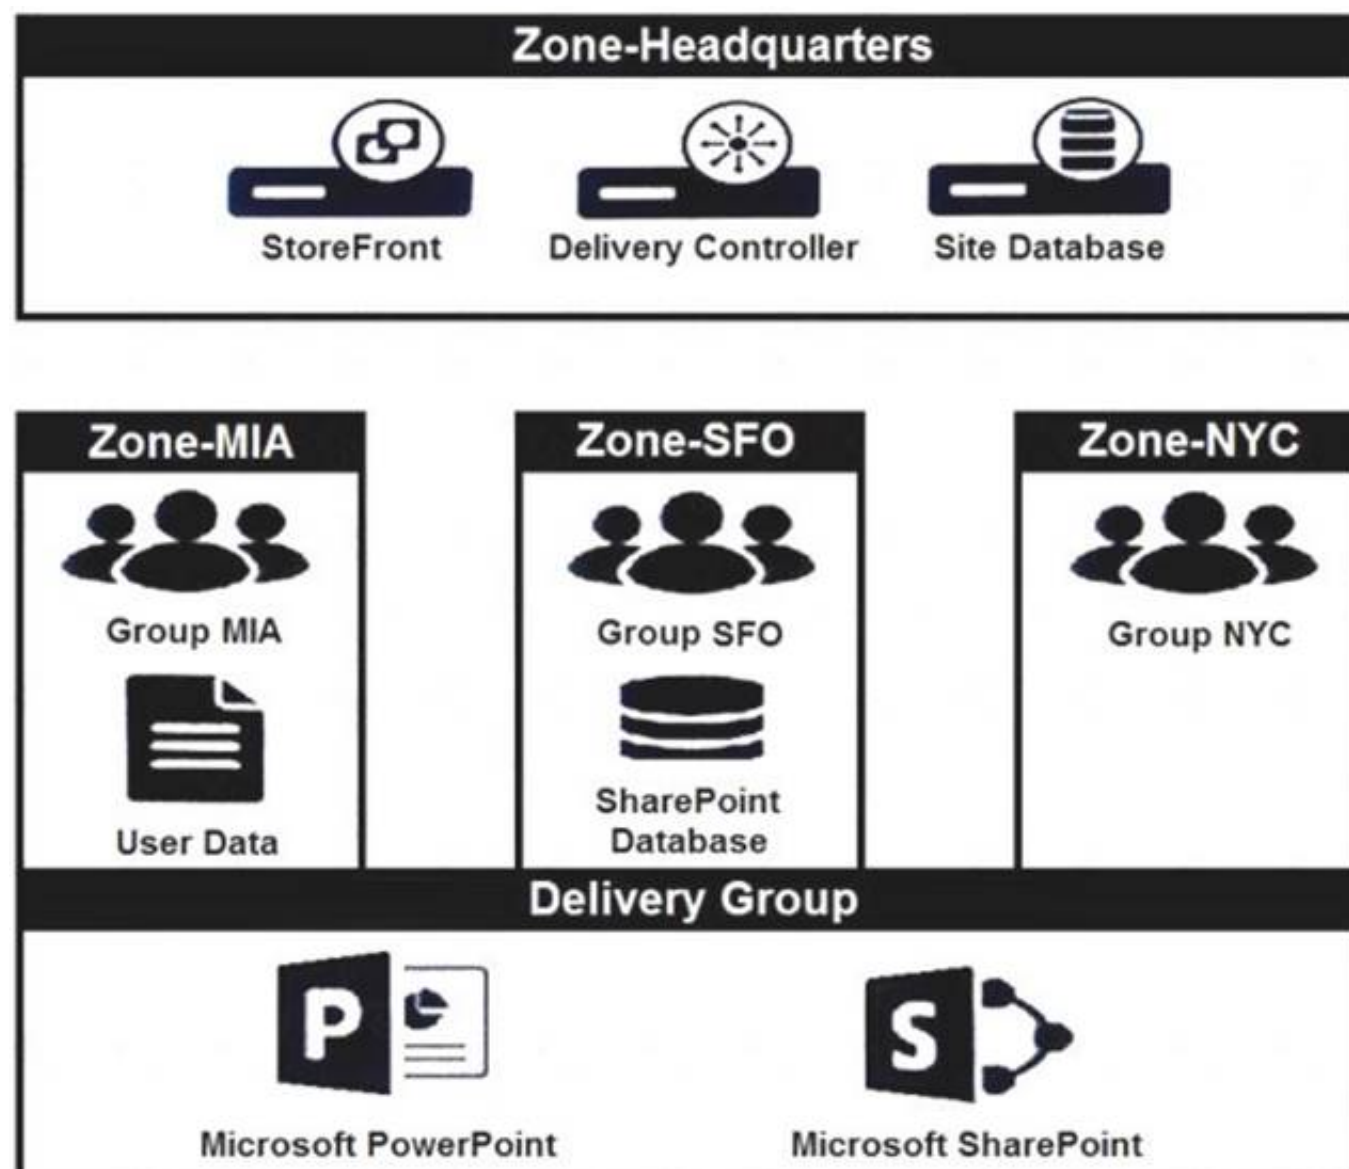 Zone-Headquarters
StoreFront
Delivery Controller
Site Database
Zone-MIA
Zone-SFO
Zone-NYC
Group MIA
Group SFO
Group NYC
User Data
SharePoint
Database
Delivery Group
P
S
Microsoft PowerPoint
Microsoft SharePoint